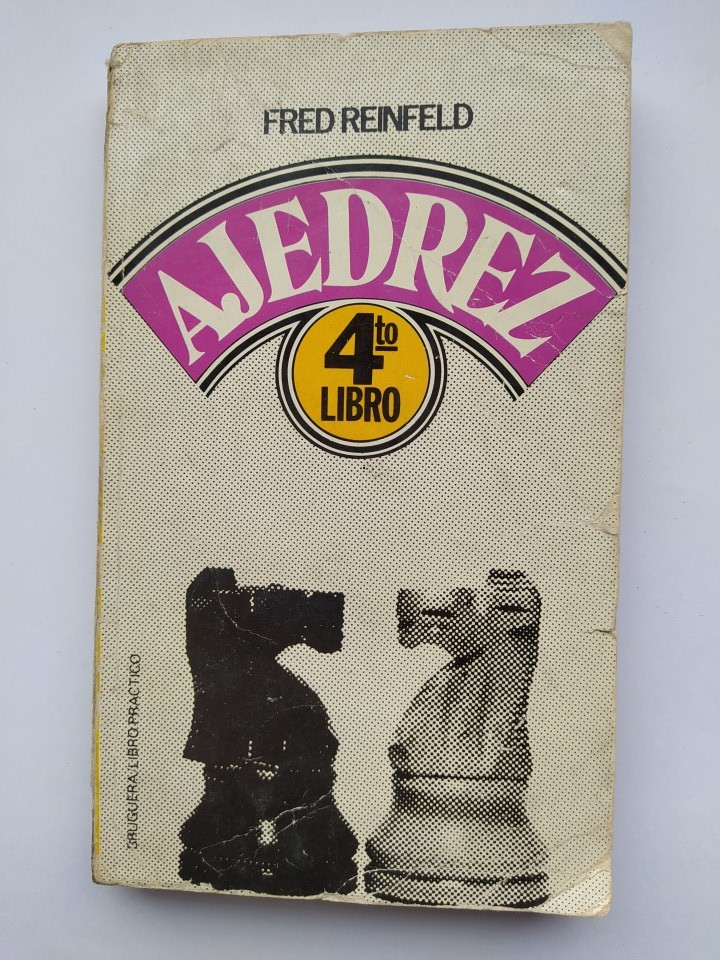 FRED REINFELD
AJEDREZ
4to
LIBRO
BRUGUERA/LIBRO PRACTICO